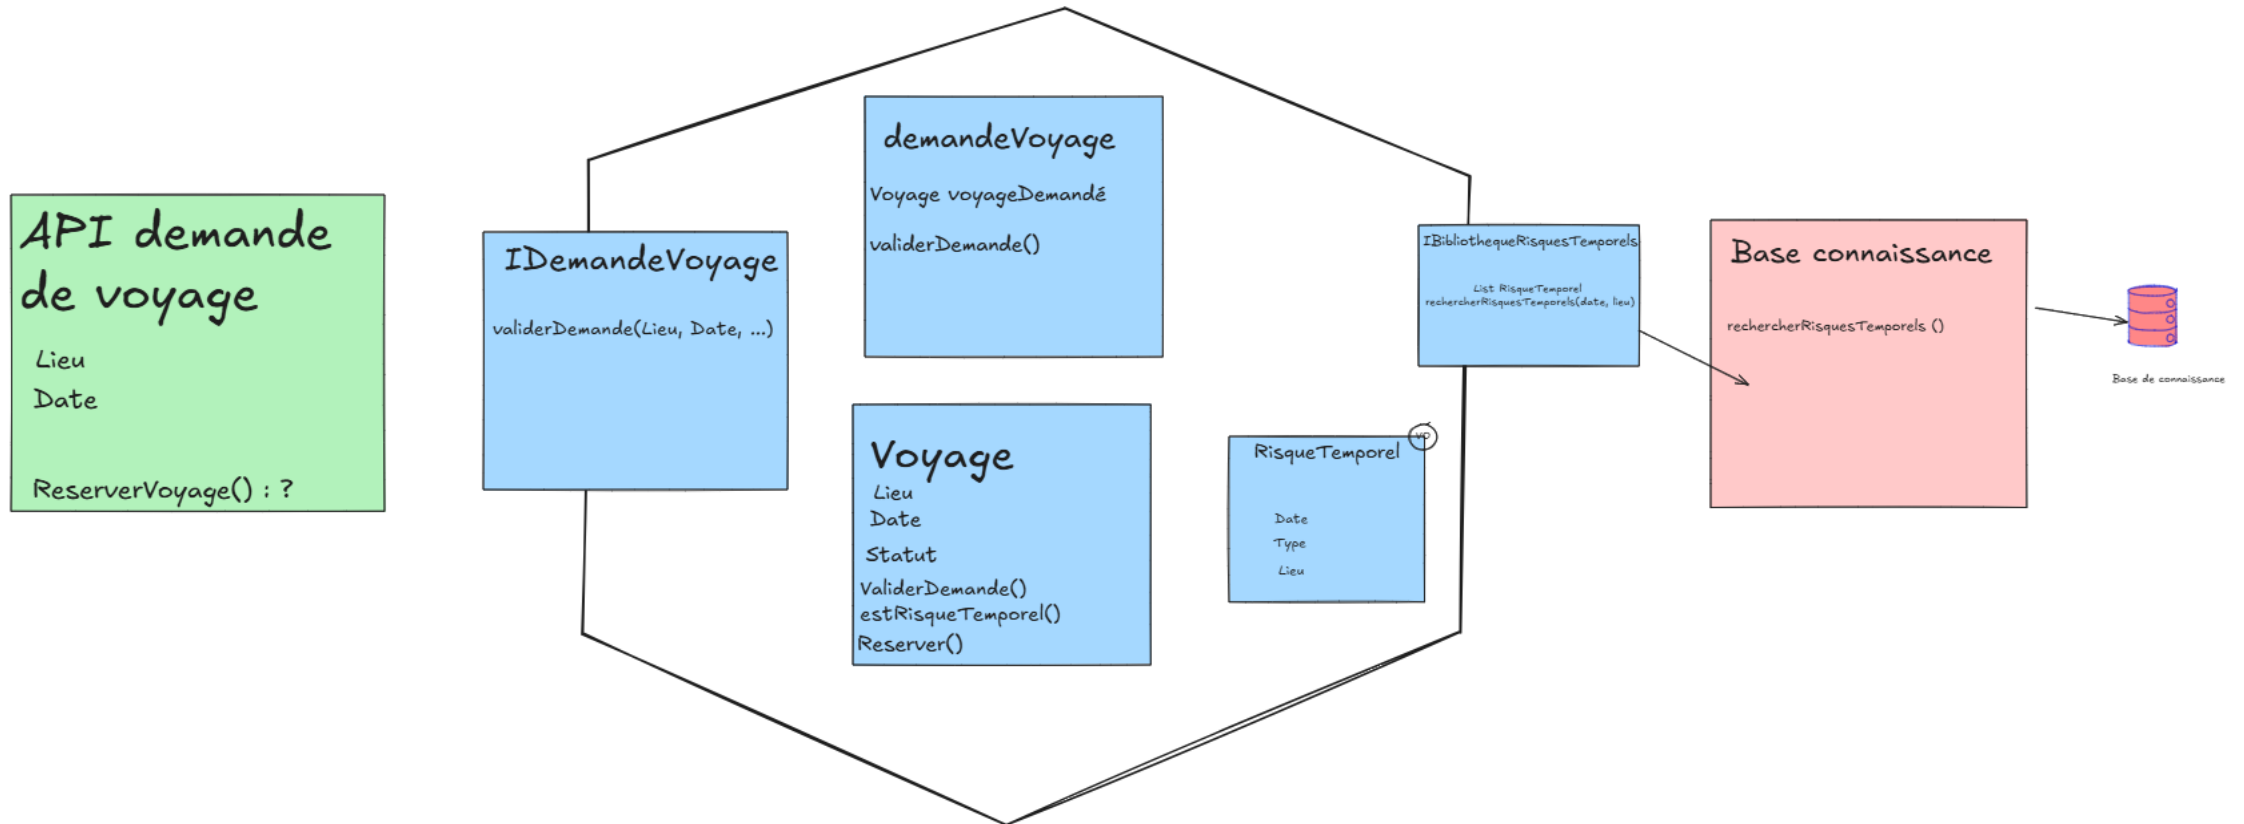 API demande
de voyage
Lieu
Date
ReserverVoyage() : ?
IDemandeVoyage
validerDemande(Lieu, Date, ...)
demandeVoyage
Voyage voyageDemandé
validerDemande()
Voyage
Lieu
Date
Statut
ValiderDemande()
estRisqueTemporel()
Reserver()
VO
RisqueTemporel
Date
Type
Lieu
IBibliothequeRisquesTemporels
List RisqueTemporel
rechercherRisquesTemporels(date, lieu)
Base connaissance
rechercherRisquesTemporels ()
Base de connaissance